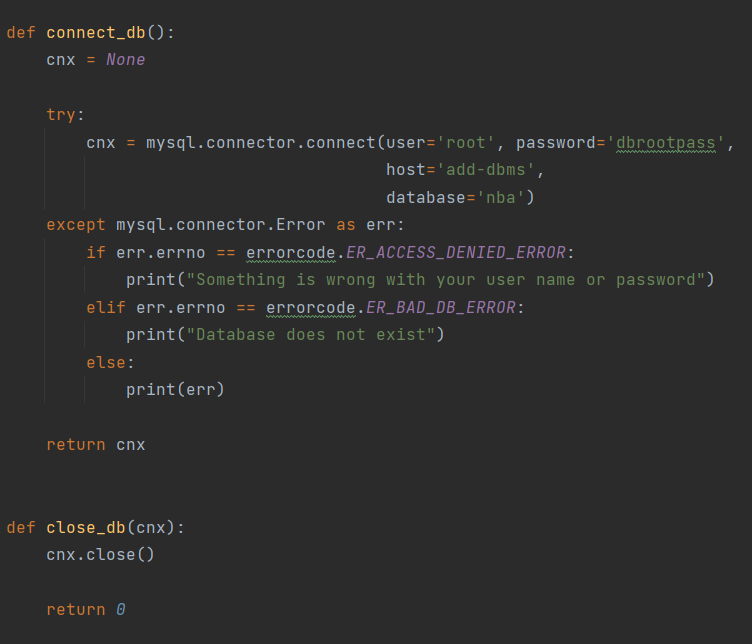 def connect_db():
    cnx = None

    try:
        cnx = mysql.connector.connect(user='root', password='dbrootpass',
                                      host='add-dbms',
                                      database='nba')
    except mysql.connector.Error as err:
        if err.errno == errorcode.ER_ACCESS_DENIED_ERROR:
            print("Something is wrong with your user name or password")
        elif err.errno == errorcode.ER_BAD_DB_ERROR:
            print("Database does not exist")
        else:
            print(err)

    return cnx


def close_db(cnx):
    cnx.close()

    return 0